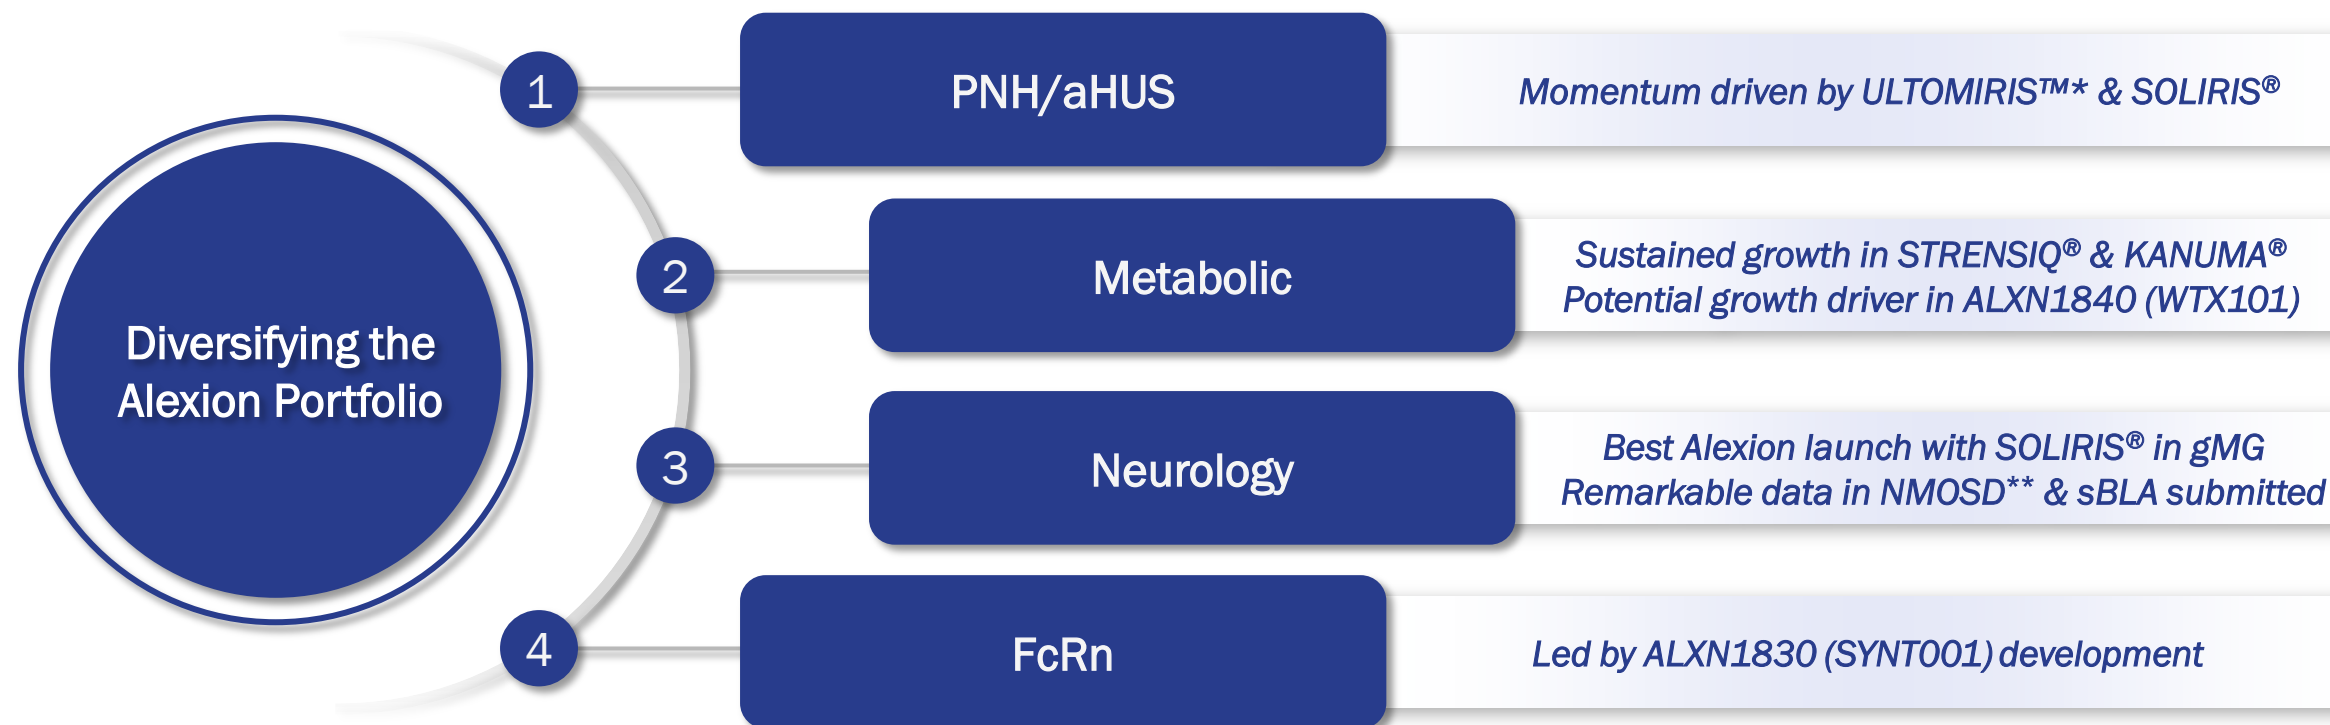 Diversifying the
Alexion Portfolio
1
PNH/aHUS
Momentum driven by ULTOMIRIS™* & SOLIRIS®
2
Metabolic
Sustained growth in STRENSIQ® & KANUMA®
Potential growth driver in ALXN1840 (WTX101)
3
Neurology
Best Alexion launch with SOLIRIS® in gMG
Remarkable data in NMOSD** & sBLA submitted
4
FcRn
Led by ALXN1830 (SYNT001) development